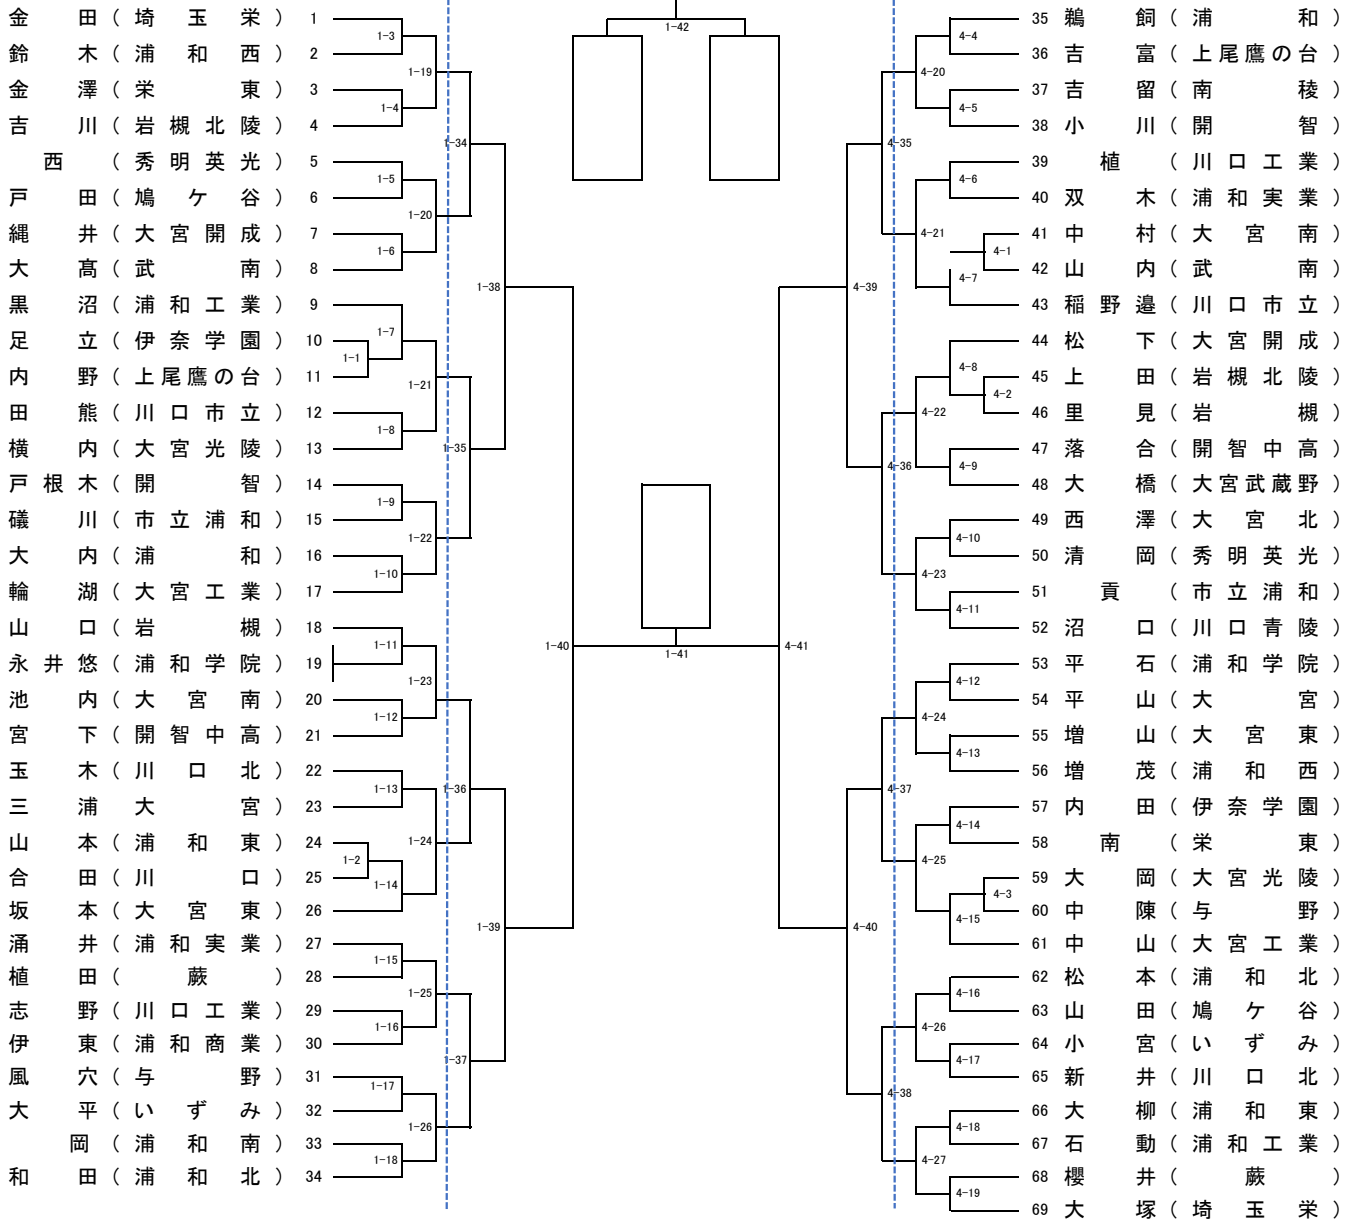 金田（埼玉栄） 1
鈴木（浦和西） 2
金澤（栄東） 3
吉川（岩槻北陵） 4
西（秀明英光） 5
戸田（鳩ケ谷） 6
縄井（大宮開成） 7
大髙（武南） 8
黒沼（浦和工業） 9
足立（伊奈学園） 10
内野（上尾鷹の台） 11
田熊（川口市立） 12
横内（大宮光陵） 13
戸根木（開智） 14
礒川（市立浦和） 15
大内（浦和） 16
輪湖（大宮工業） 17
山口（岩槻） 18
永井悠（浦和学院） 19
池内（大宮南） 20
宮下（開智中高） 21
玉木（川口北） 22
三浦（大宮） 23
山本（浦和東） 24
合田（川口） 25
坂本（大宮東） 26
涌井（浦和実業） 27
植田（蕨） 28
志野（川口工業） 29
伊東（浦和商業） 30
風穴（与野） 31
大平（いずみ） 32
岡（浦和南） 33
和田（浦和北） 34
1-1
1-2
1-3
1-4
1-5
1-6
1-7
1-8
1-9
1-10
1-11
1-12
1-13
1-14
1-15
1-16
1-17
1-18
1-19
1-20
1-21
1-22
1-23
1-24
1-25
1-26
1-34
1-35
1-36
1-37
1-38
1-39
1-40
1-42
1-41
4-41
4-39
4-40
4-35
4-36
4-37
4-38
4-20
4-21
4-22
4-23
4-24
4-25
4-26
4-27
4-4
4-5
4-6
4-1
4-7
4-8
4-2
4-9
4-10
4-11
4-12
4-13
4-14
4-3
4-15
4-16
4-17
4-18
4-19
35 鵜飼（浦和）
36 吉富（上尾鷹の台）
37 吉留（南稜）
38 小川（開智）
39 植（川口工業）
40 双木（浦和実業）
41 中村（大宮南）
42 山内（武南）
43 稲野邉（川口市立）
44 松下（大宮開成）
45 上田（岩槻北陵）
46 里見（岩槻）
47 落合（開智中高）
48 大橋（大宮武蔵野）
49 西澤（大宮北）
50 清岡（秀明英光）
51 貢（市立浦和）
52 沼口（川口青陵）
53 平石（浦和学院）
54 平山（大宮）
55 増山（大宮東）
56 増茂（浦和西）
57 内田（伊奈学園）
58 南（栄東）
59 大岡（大宮光陵）
60 中陳（与野）
61 中山（大宮工業）
62 松本（浦和北）
63 山田（鳩ケ谷）
64 小宮（いずみ）
65 新井（川口北）
66 大柳（浦和東）
67 石動（浦和工業）
68 櫻井（蕨）
69 大塚（埼玉栄）